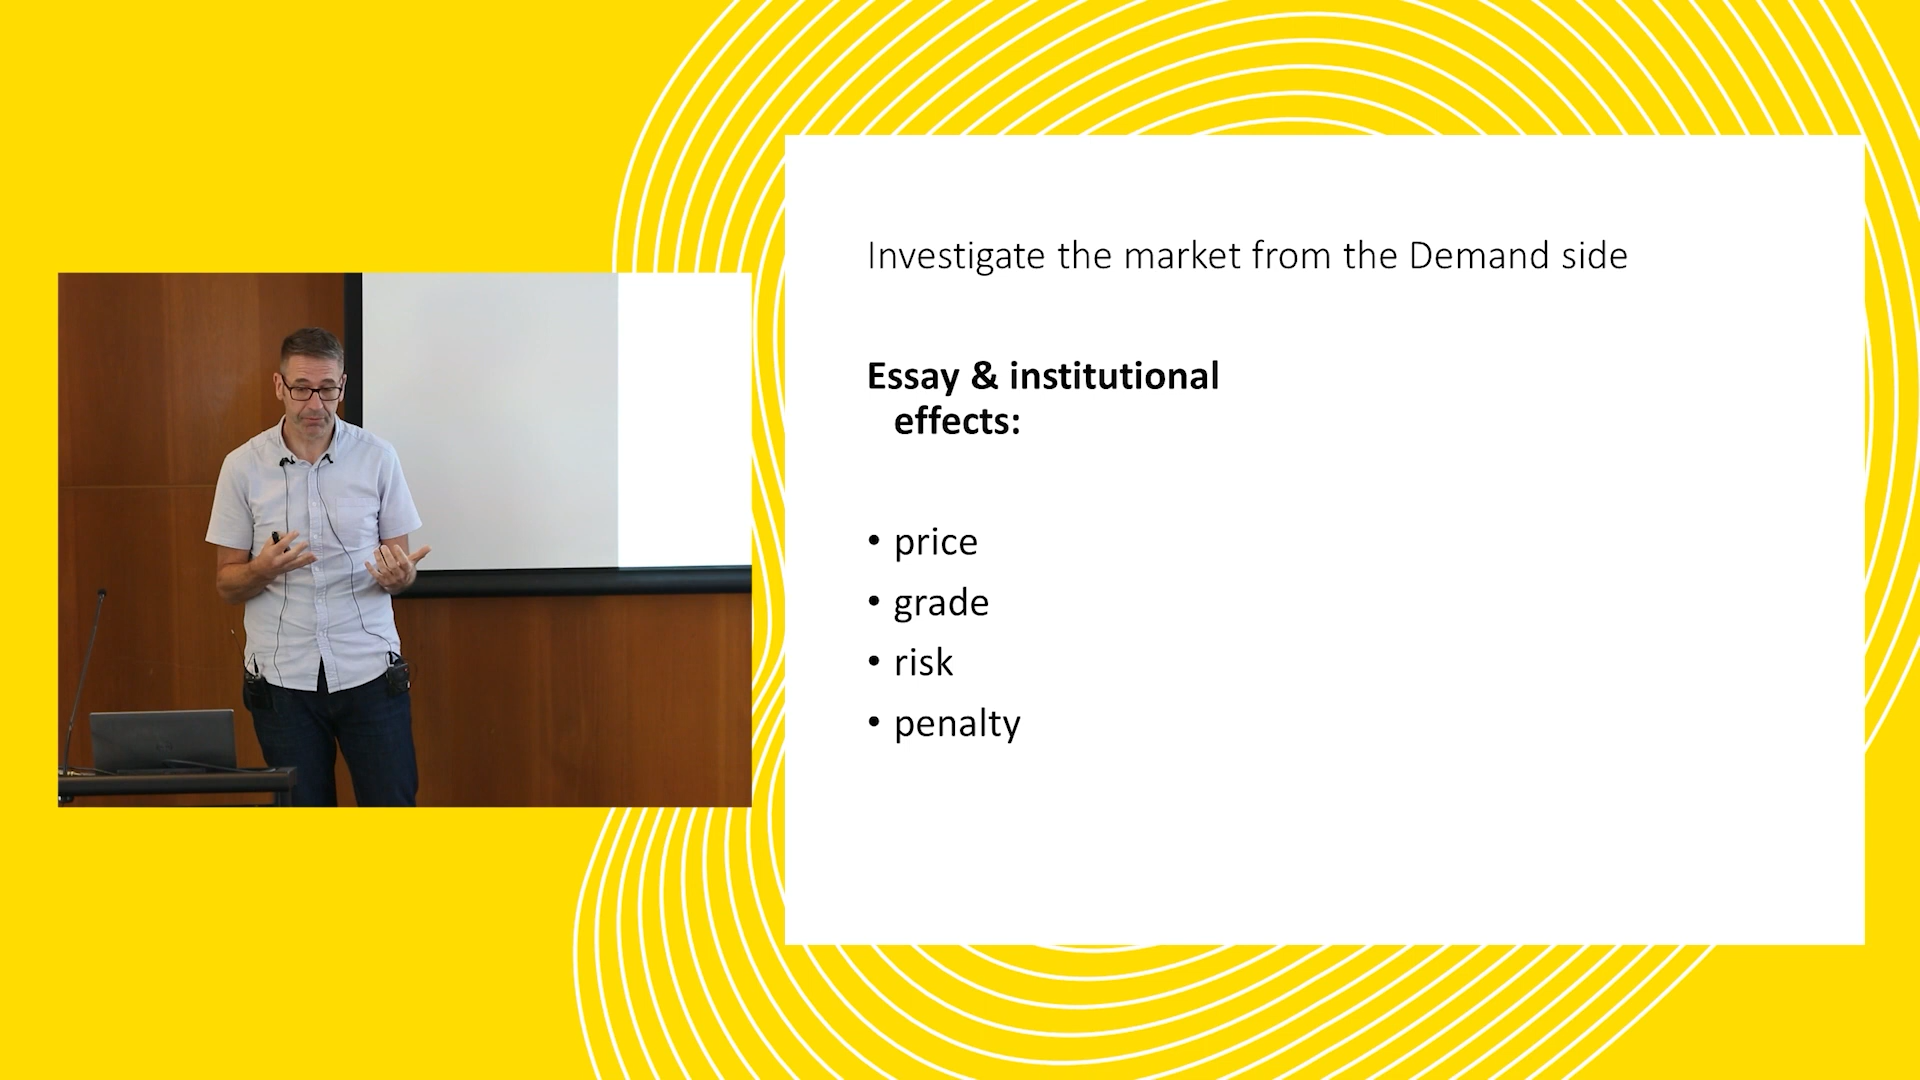 Investigate the market from the Demand side
Essay & institutional
effects:
• price
• grade
• risk
• penalty